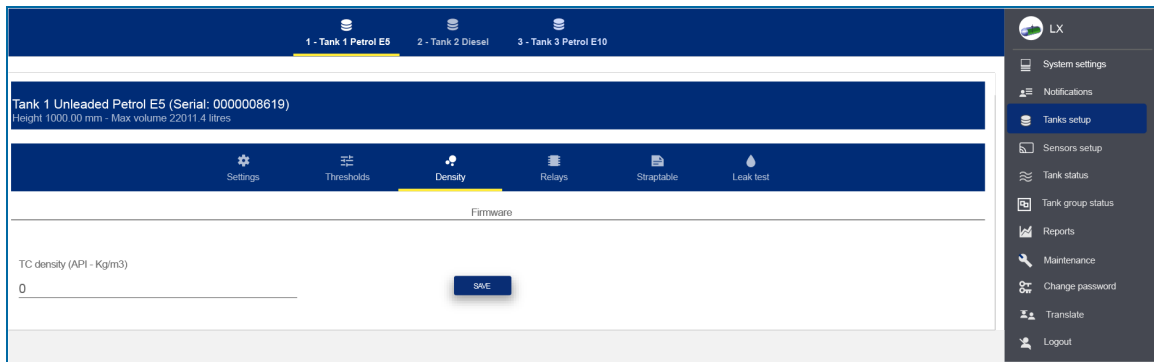 1 - Tank 1 Petrol E5
2 - Tank 2 Diesel
3 - Tank 3 Petrol E10
Tank 1 Unleaded Petrol E5 (Serial: 0000008619)
Height 1000.00 mm - Max volume 22011.4 litres
Settings
Thresholds
Density
Relays
Straptable
Leak test
Firmware
TC density (API - Kg/m3)
0
SAVE
LX
System settings
Notifications
Tanks setup
Sensors setup
Tank status
Tank group status
Reports
Maintenance
Change password
Translate
Logout